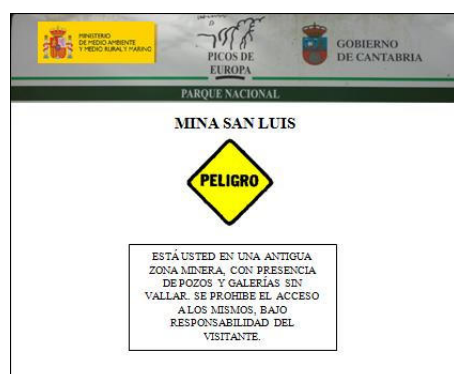 MINISTERIO
DE MEDIO AMBIENTE
Y MEDIO RURAL Y MARINO
PICOS DE
EUROPA
GOBIERNO
DE CANTABRIA
PARQUE NACIONAL
MINA SAN LUIS
PELIGRO
ESTÁ USTED EN UNA ANTIGUA
ZONA MINERA, CON PRESENCIA
DE POZOS Y GALERÍAS SIN
VALLAR. SE PROHIBE EL ACCESO
A LOS MISMOS, BAJO
RESPONSABILIDAD DEL
VISITANTE.